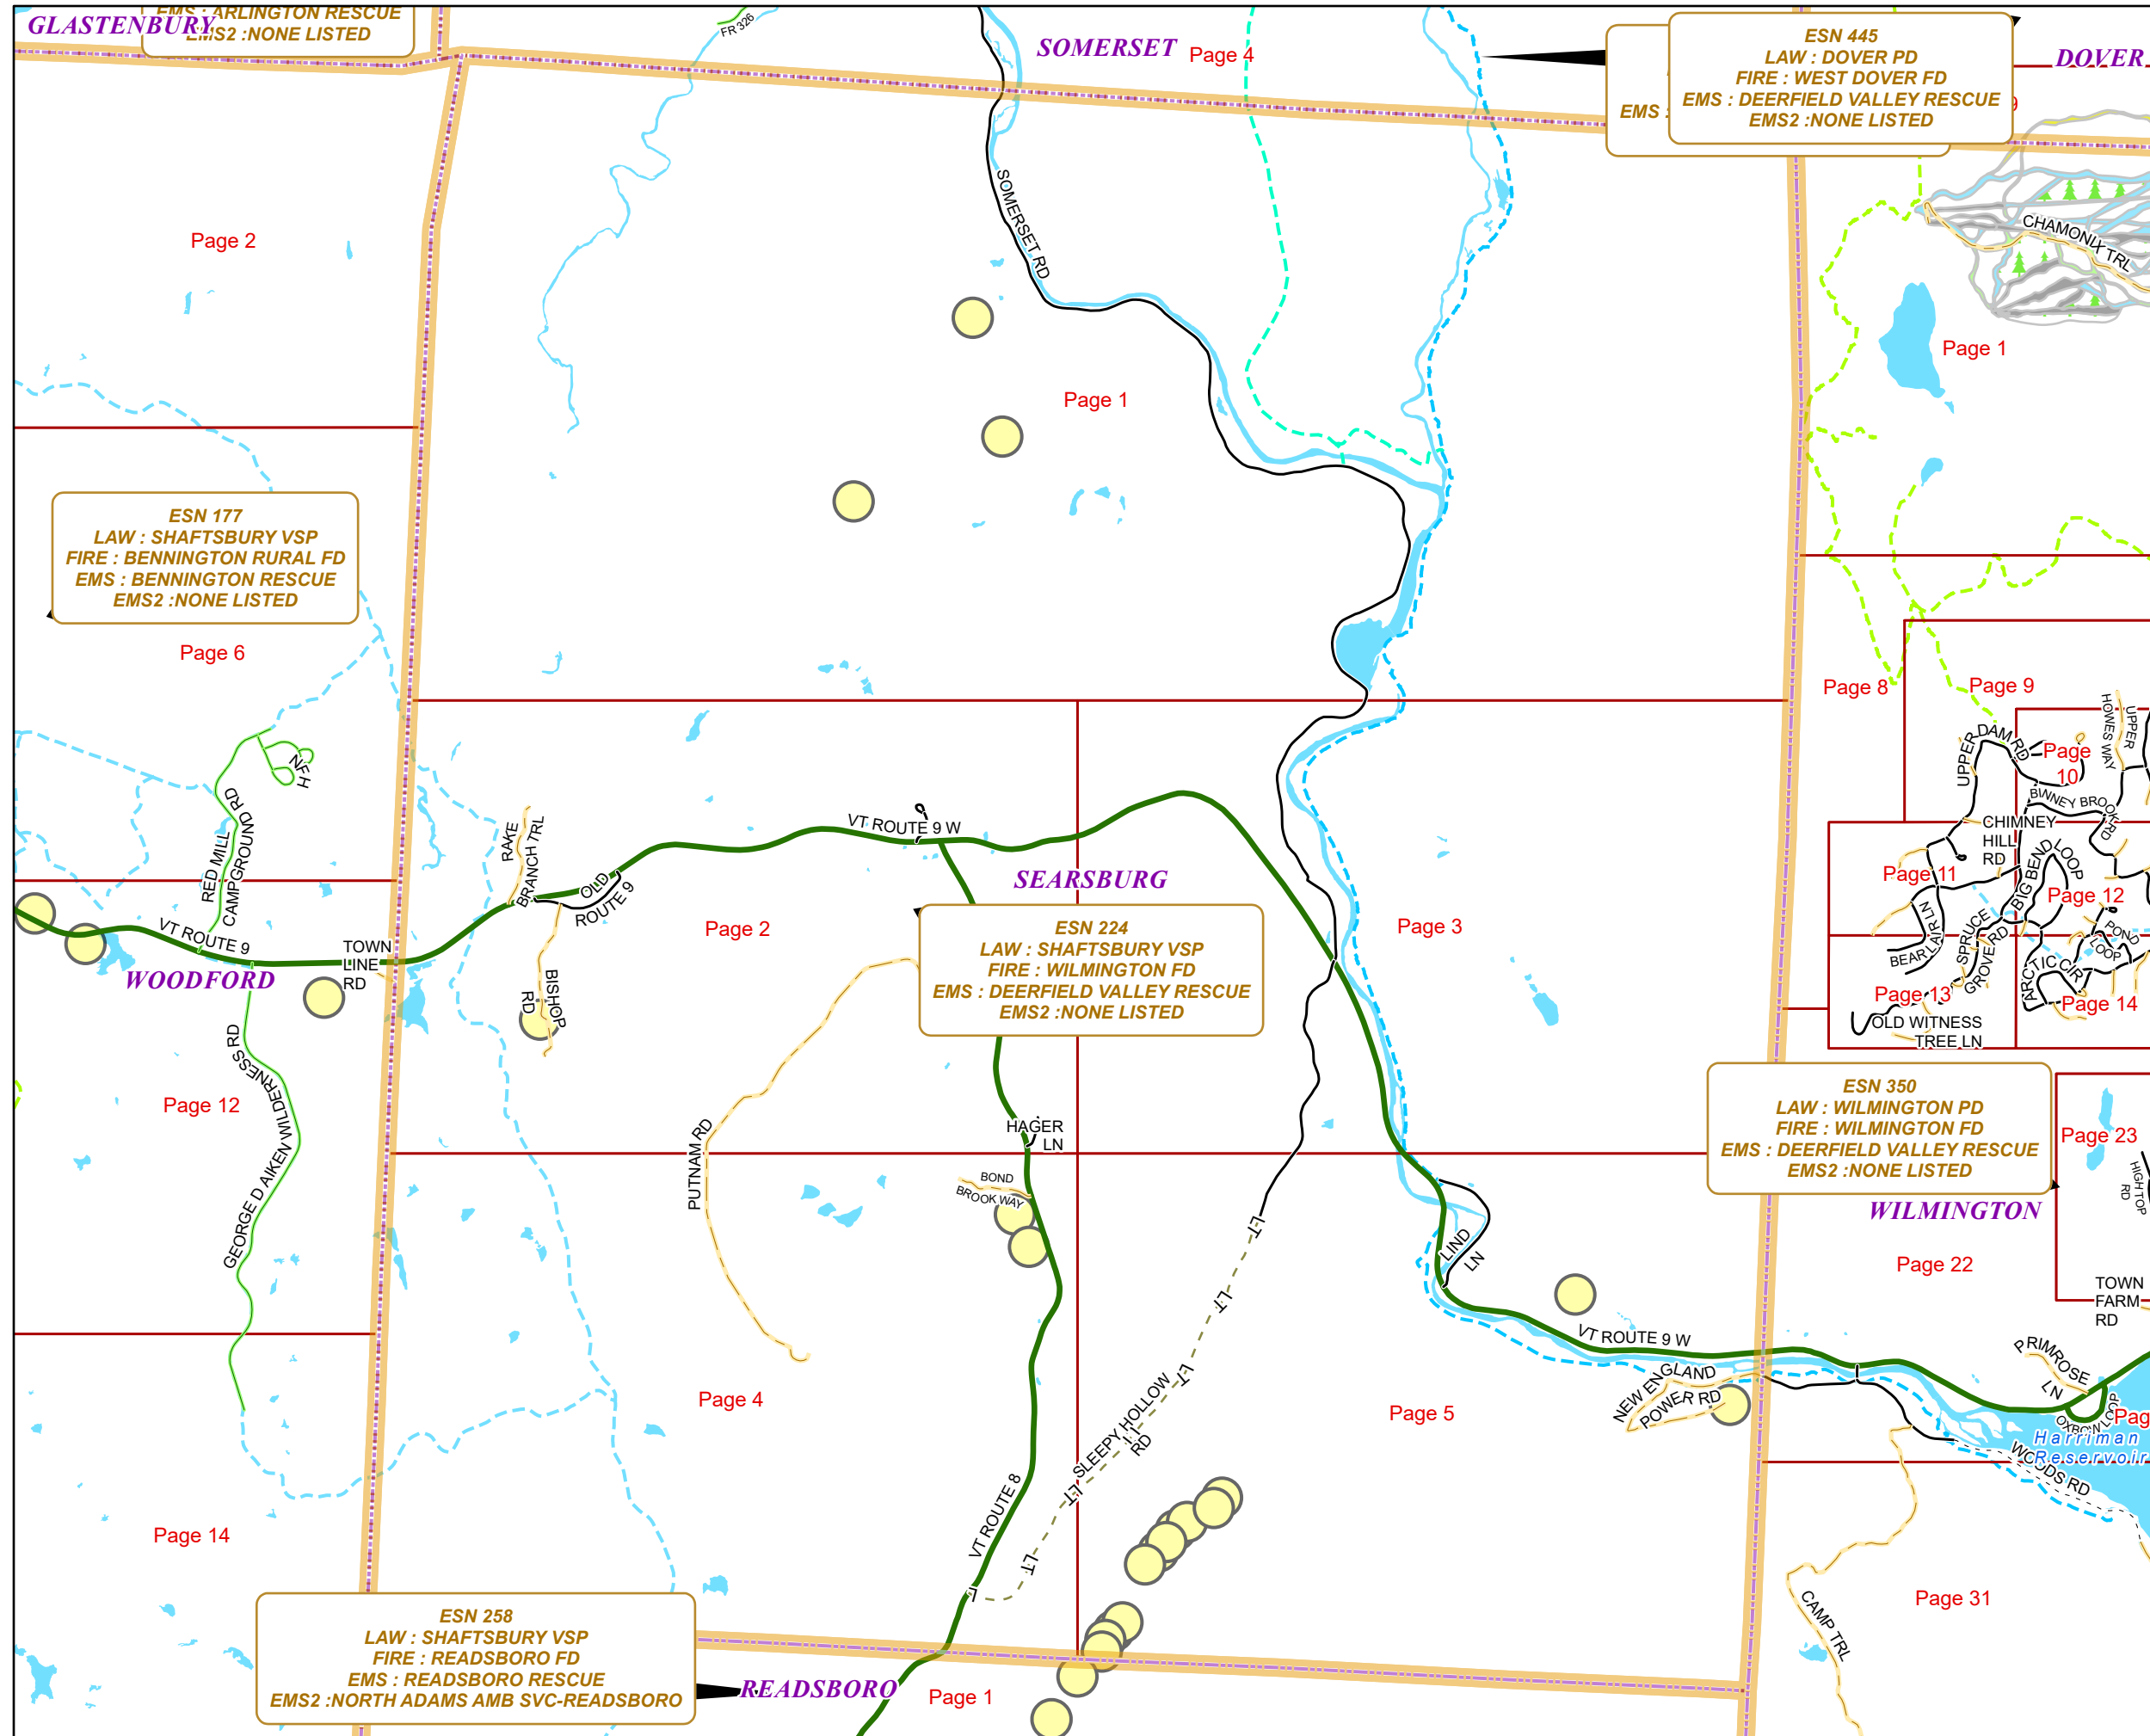 EMS : ARLINGTON RESCUE
EMS2 :NONE LISTED
GLASTENBURY
FR 326
SOMERSET
Page 4
ESN 445
LAW : DOVER PD
FIRE : WEST DOVER FD
EMS : DEERFIELD VALLEY RESCUE
EMS2 :NONE LISTED
EMS :
DOVER
9
Page 2
SOMERSET RD
CHAMONIX TRL
Page 1
Page 1
ESN 177
LAW : SHAFTSBURY VSP
FIRE : BENNINGTON RURAL FD
EMS : BENNINGTON RESCUE
EMS2 :NONE LISTED
Page 6
Page 8
Page 9
UPPER
HOWES WAY
UPPER DAM RD
Page
10
NFH
RED MILL
CAMPGROUND RD
RAKE
BRANCH TRL
OLD
ROUTE 9
VT ROUTE 9 W
BINNEY BROOK RD
CHIMNEY
HILL
RD
BIG BEND LOOP
Page 11
Page 12
SEARSBURG
ESN 224
LAW : SHAFTSBURY VSP
FIRE : WILMINGTON FD
EMS : DEERFIELD VALLEY RESCUE
EMS2 :NONE LISTED
Page 2
Page 3
VT ROUTE 9
TOWN
LINE
RD
WOODFORD
BISHOP
RD
BEAR LAIR LN
SPRUCE
GROVE RD
POND
LOOP
ARCTIC CIR
Page 13
Page 14
OLD WITNESS
TREE LN
GEORGE D AIKEN WILDERNESS RD
Page 12
PUTNAM RD
HAGER
LN
BOND
BROOK WAY
ESN 350
LAW : WILMINGTON PD
FIRE : WILMINGTON FD
EMS : DEERFIELD VALLEY RESCUE
EMS2 :NONE LISTED
Page 23
HIGHTOP
RD
WILMINGTON
Page 22
LIND
LN
TOWN
FARM
RD
VT ROUTE 9 W
PRIMROSE
LN
NEW ENGLAND
POWER RD
OXBOW LOOP
Pag
Harriman
Reservoir
WOODS RD
Page 4
Page 5
SLEEPY HOLLOW
RD
LT
LT
LT
LT
LT
LT
VT ROUTE 8
Page 14
CAMP TRL
Page 31
ESN 258
LAW : SHAFTSBURY VSP
FIRE : READSBORO FD
EMS : READSBORO RESCUE
EMS2 :NORTH ADAMS AMB SVC-READSBORO
READSBORO
Page 1